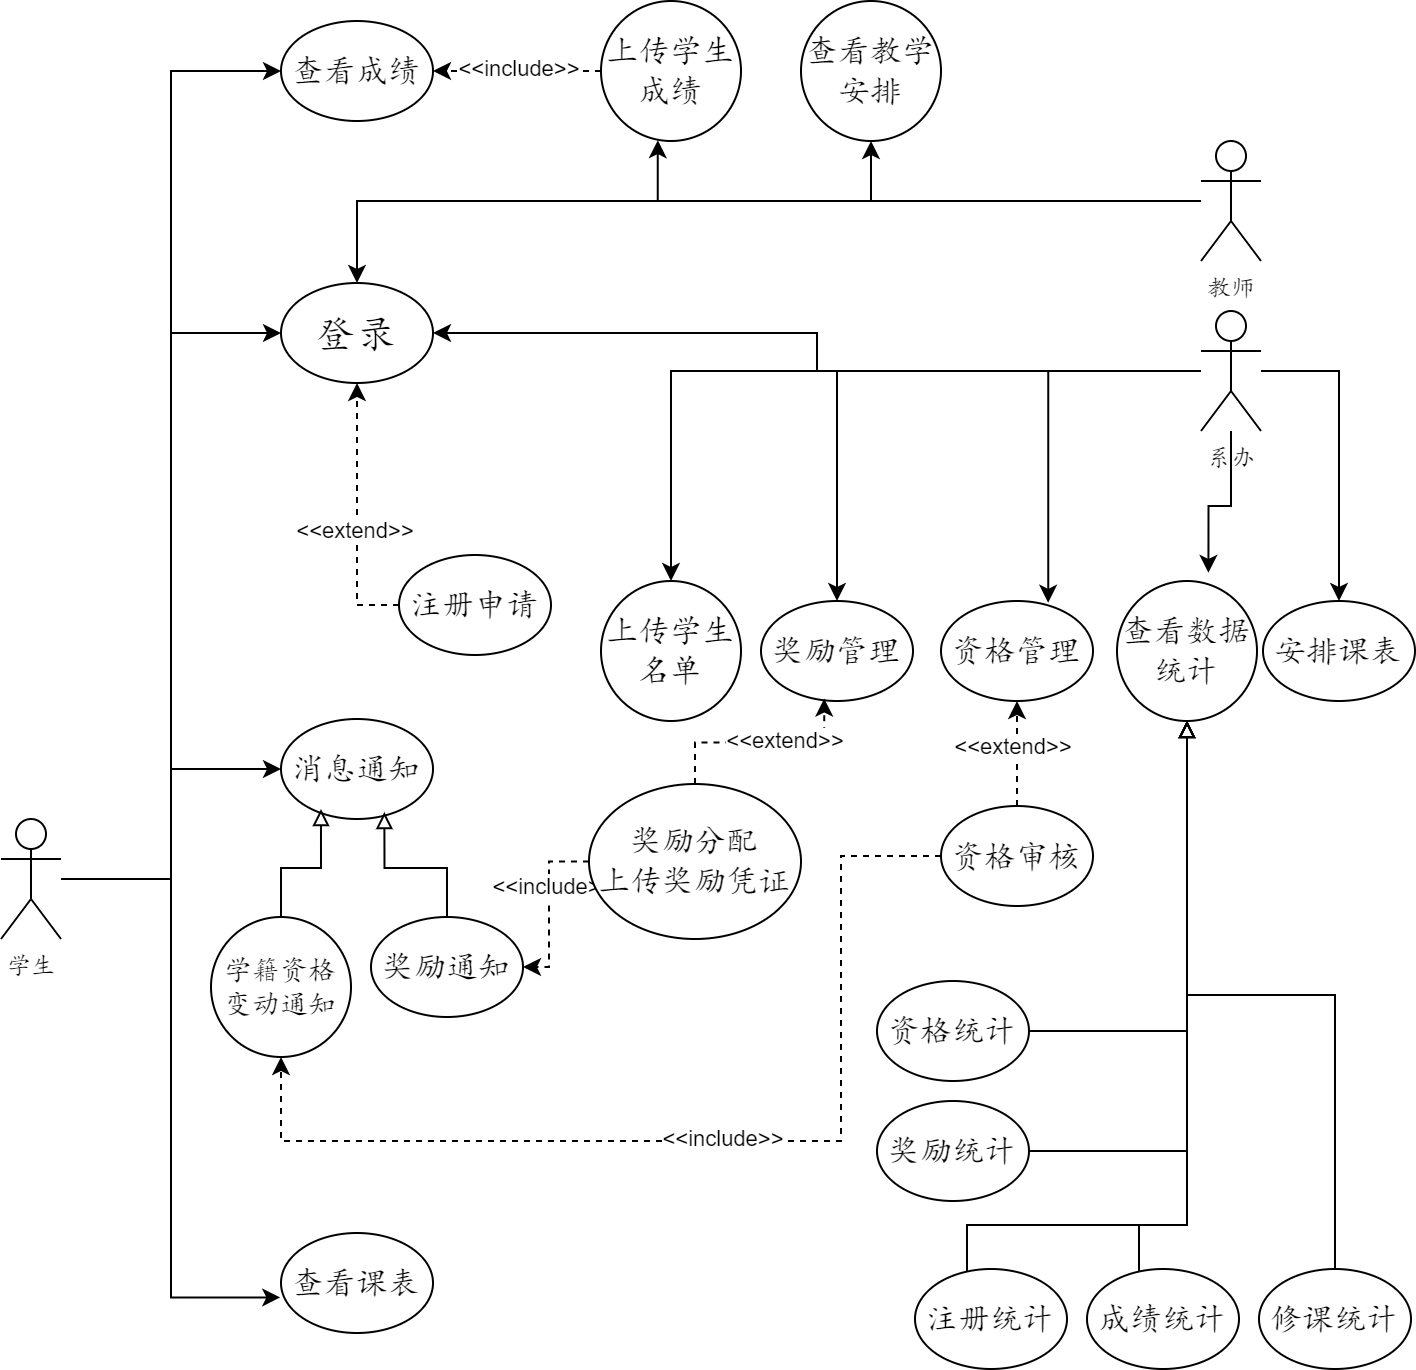 查看成绩
<<include>>
上传学生
成绩
查看教学
安排
教师
登录
系办
<<extend>>
注册申请
上传学生
名单
奖励管理
资格管理
查看数据
统计
安排课表
消息通知
<<extend>>
<<extend>>
奖励分配
上传奖励凭证
资格审核
<<include>
学生
学籍资格
变动通知
奖励通知
资格统计
<<include>>
奖励统计
查看课表
注册统计
成绩统计
修课统计